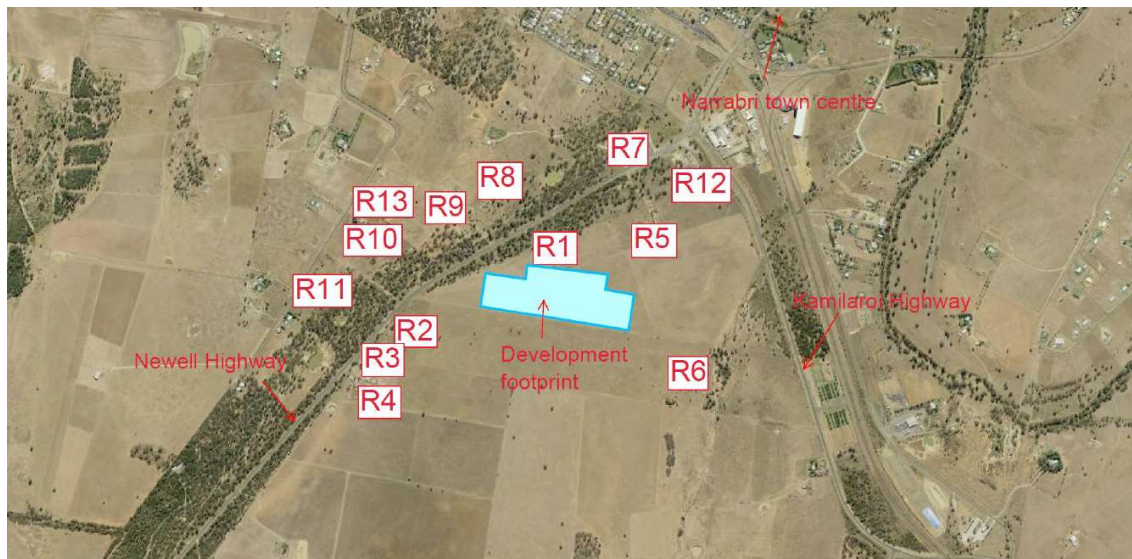 Narrabri town centre
R7
R8
R12
R13
R9
R10
R5
R1
R11
Kamilaroi Highway
R2
Newell Highway
R3
Development
footprint
R6
R4